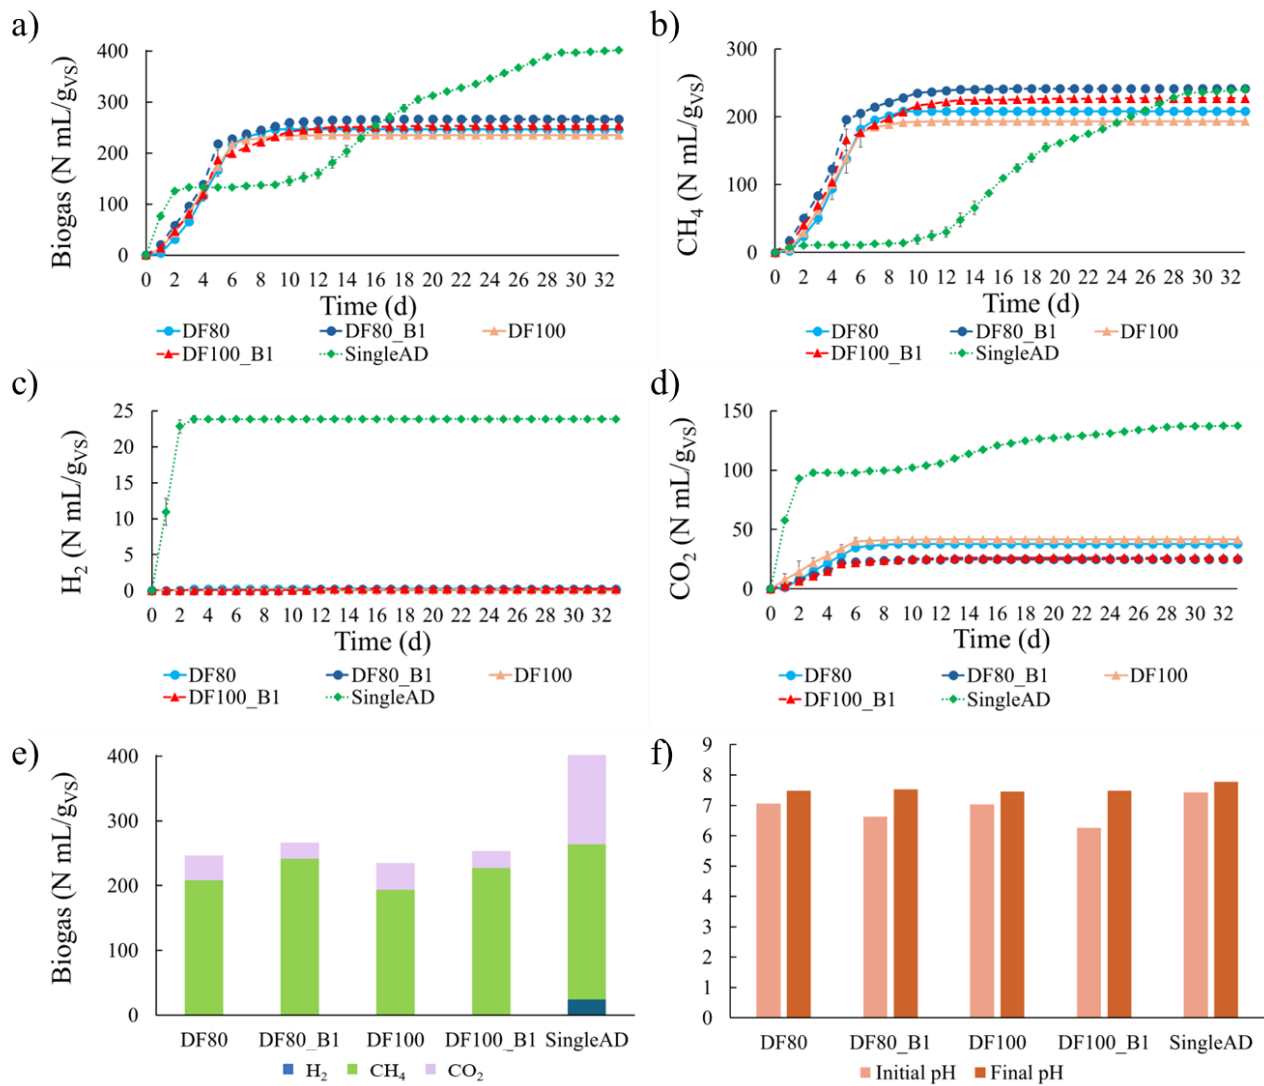 a)
Biogas (N mL/gVS)
400
300
200
100
0
0 2 4 6 8 10 12 14 16 18 20 22 24 26 28 30 32
Time (d)
DF80 DF80_B1 DF100
DF100_B1 SingleAD
b)
CH4 (N mL/gVS)
300
200
100
0
0 2 4 6 8 10 12 14 16 18 20 22 24 26 28 30 32
Time (d)
DF80 DF80_B1 DF100
DF100_B1 SingleAD
c)
H2 (N mL/gVS)
25
20
15
10
5
0
0 2 4 6 8 10 12 14 16 18 20 22 24 26 28 30 32
Time (d)
DF80 DF80_B1 DF100
DF100_B1 SingleAD
d)
CO2 (N mL/gVS)
150
100
50
0
0 2 4 6 8 10 12 14 16 18 20 22 24 26 28 30 32
Time (d)
DF80 DF80_B1 DF100
DF100_B1 SingleAD
e)
Biogas (N mL/gVS)
400
300
200
100
0
DF80 DF80_B1 DF100 DF100_B1 SingleAD
H2 CH4 CO2
f)
9
8
7
6
5
4
3
2
1
0
DF80 DF80_B1 DF100 DF100_B1 SingleAD
Initial pH Final pH